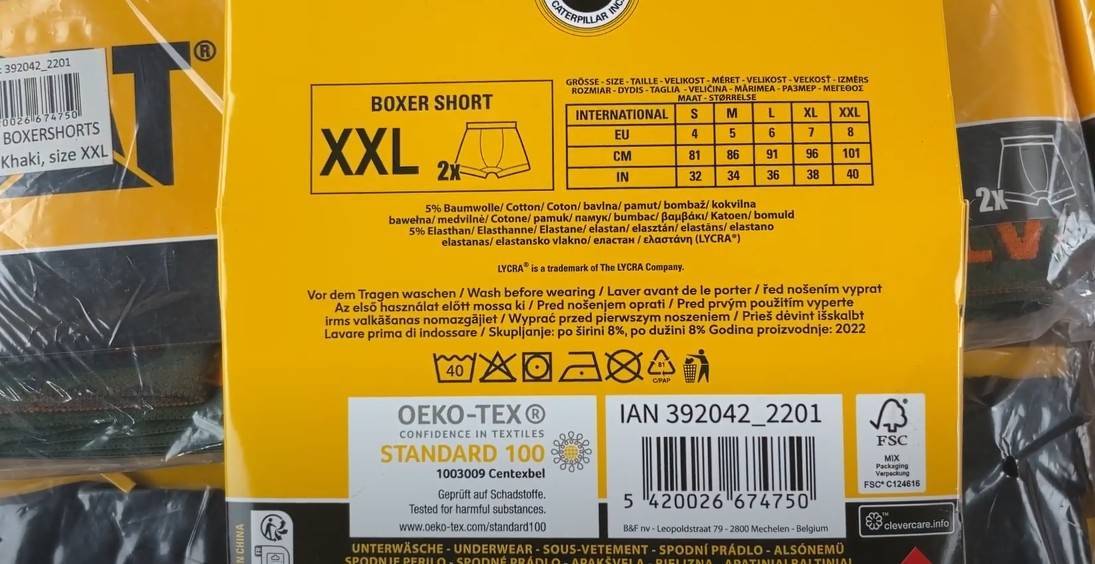 392042_2201
BOXERSHORTS
Khaki, size XXL
®
CATERPILLAR INC.
BOXER SHORT
XXL 2x
GRÖSSE - SIZE - TAILLE - VELIKOST - MÉRET - VELIKOST - VEĽKOSŤ - IZMĒRS
ROZMIAR - DYDIS - TAGLIA - VELIČINA - MĂRIMEA - РАЗМЕР - ΜΕΓΕΘΟΣ
MAAT - STØRRELSE
INTERNATIONAL S M L XL XXL
EU 4 5 6 7 8
CM 81 86 91 96 101
IN 32 34 36 38 40
5% Baumwolle/ Cotton/ Coton/ bavlna/ pamut/ bombaž/ kokvilna
bawełna/ medvilnė/ Cotone/ pamuk/ памук/ bumbac/ βαμβάκι/ Katoen/ bomuld
5% Elasthan/ Elasthanne/ Elastane/ elastan/ elasztán/ elastāns/ elastano
elastanas/ elastansko vlakno/ еластан / ελαστάνη (LYCRA®)
LYCRA® is a trademark of The LYCRA Company.
Vor dem Tragen waschen / Wash before wearing / Laver avant de le porter / řed nošením vyprat
Az első használat előtt mossa ki / Pred nošenjem oprati / Pred prvým použitím vyperte
irms valkāšanas nomazgājiet / Wyprać przed pierwszym noszeniem / Prieš dėvint išskalbt
Lavare prima di indossare / Skupljanje: po širini 8%, po dužini 8% Godina proizvodnje: 2022
40
81
C/PAP
OEKO-TEX®
CONFIDENCE IN TEXTILES
STANDARD 100
1003009 Centexbel
Geprüft auf Schadstoffe.
Tested for harmful substances.
www.oeko-tex.com/standard100
IAN 392042_2201
5 420026 674750
B&F nv - Leopoldstraat 79 - 2800 Mechelen - Belgium
FSC
MIX
Packaging
Verpackung
FSC® C124616
clevercare.info
2x
N CHINA
UNTERWÄSCHE - UNDERWEAR - SOUS-VETEMENT - SPODNÍ PRÁDLO - ALSÓNEMŰ